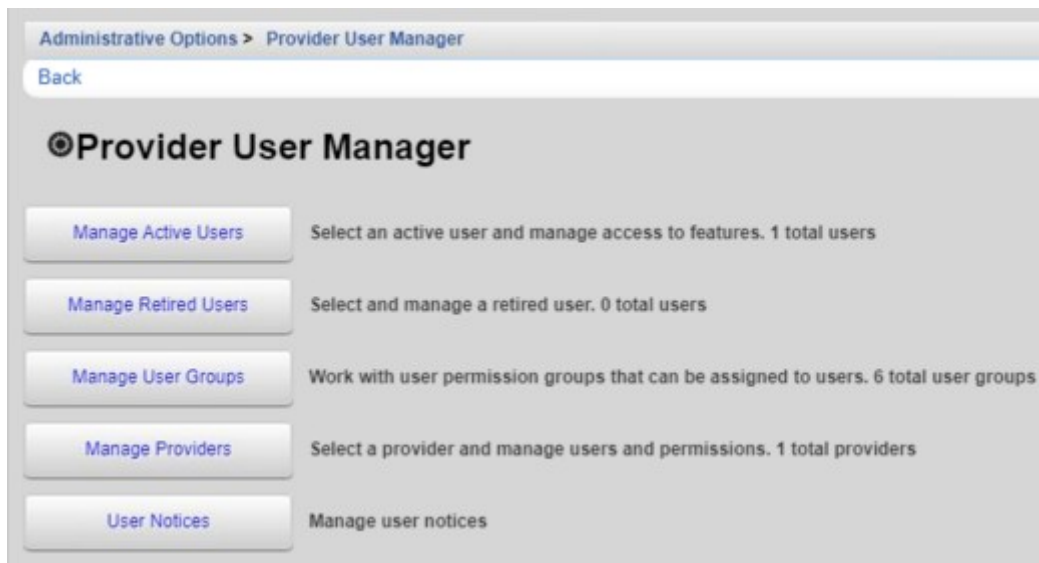 Administrative Options > Provider User Manager
Back
Provider User Manager
Manage Active Users Select an active user and manage access to features. 1 total users
Manage Retired Users Select and manage a retired user. 0 total users
Manage User Groups Work with user permission groups that can be assigned to users. 6 total user groups
Manage Providers Select a provider and manage users and permissions. 1 total providers
User Notices Manage user notices